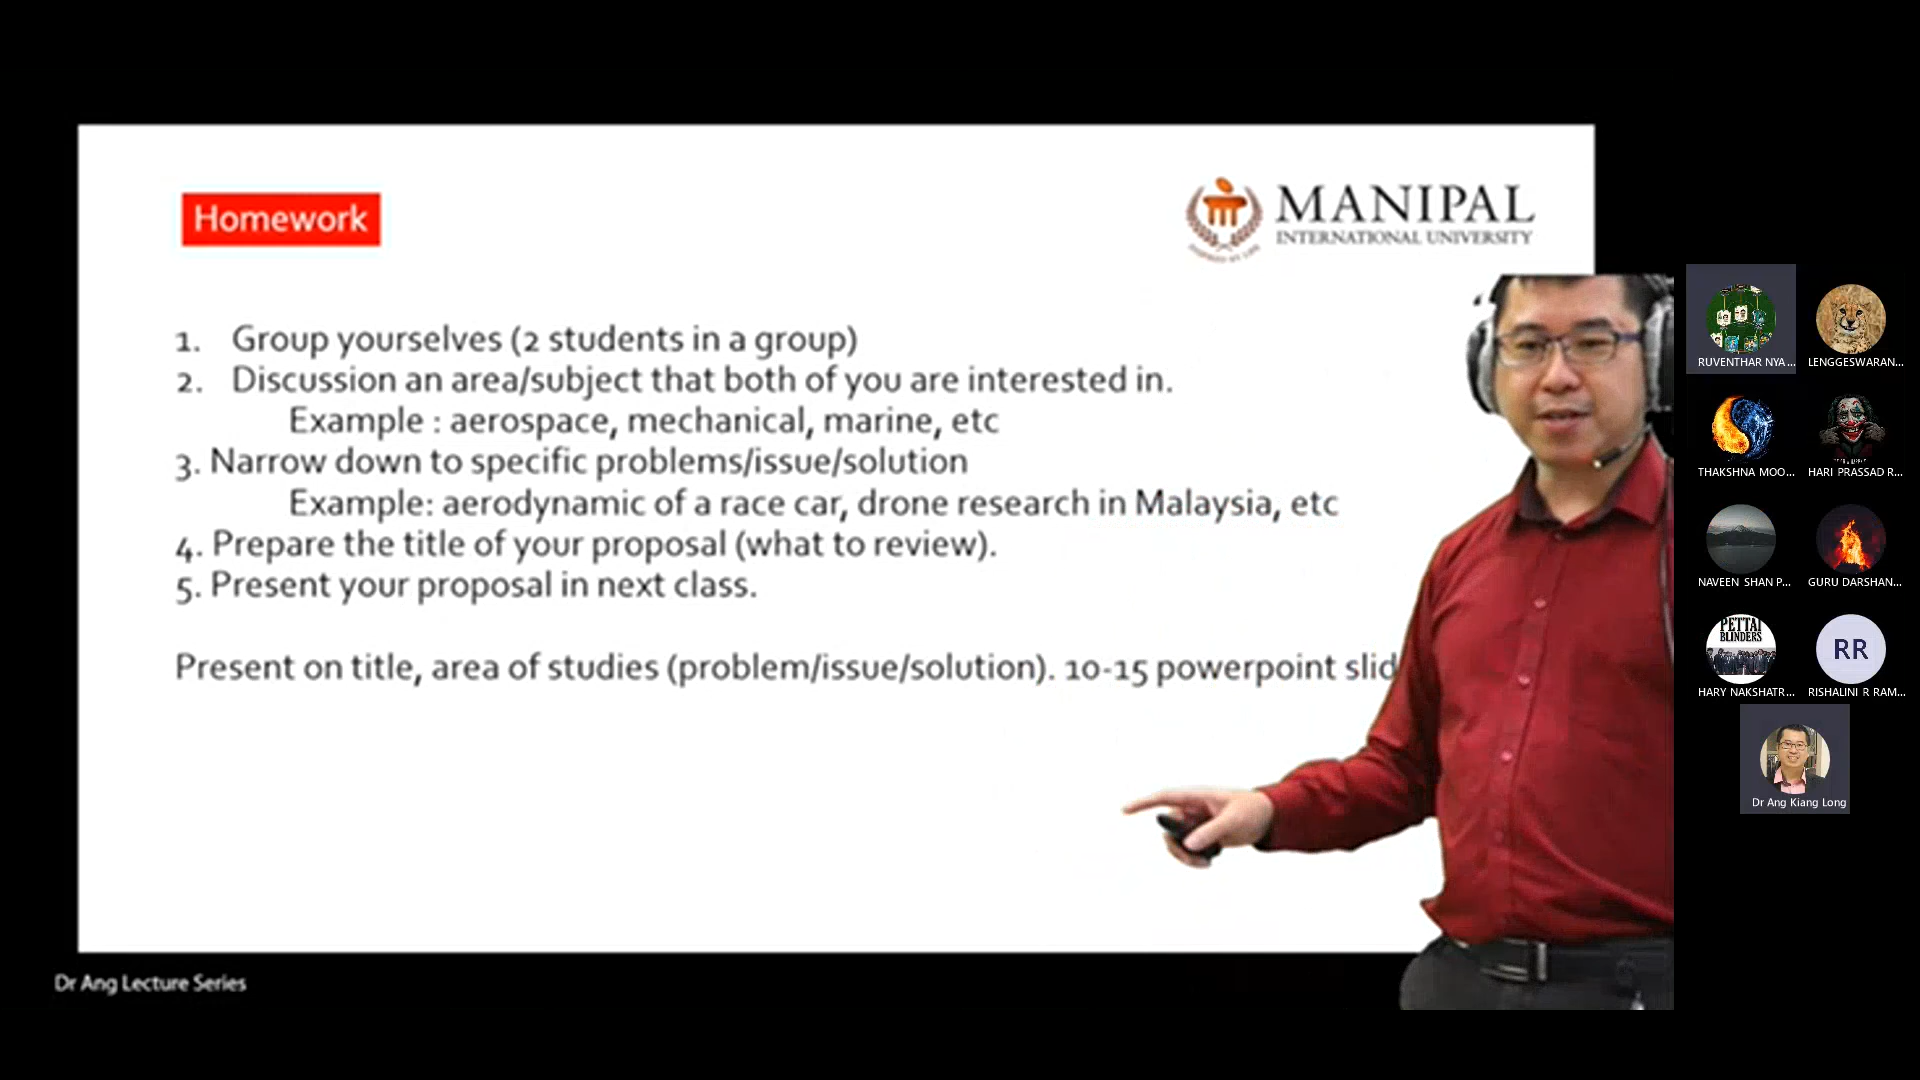 Homework
MANIPAL
INTERNATIONAL UNIVERSITY
1. Group yourselves (2 students in a group)
2. Discussion an area/subject that both of you are interested in.
Example : aerospace, mechanical, marine, etc
3. Narrow down to specific problems/issue/solution
Example: aerodynamic of a race car, drone research in Malaysia, etc
4. Prepare the title of your proposal (what to review).
5. Present your proposal in next class.
Present on title, area of studies (problem/issue/solution). 10-15 powerpoint slid
Dr Ang Lecture Series
RUVENTHAR NYA...
LENGGESWARAN...
THAKSHNA MOO...
HARI PRASSAD R...
NAVEEN SHAN P...
GURU DARSHAN...
PETTAI
BLINDERS
HARY NAKSHATR...
RR
RISHALINI R RAM...
Dr Ang Kiang Long